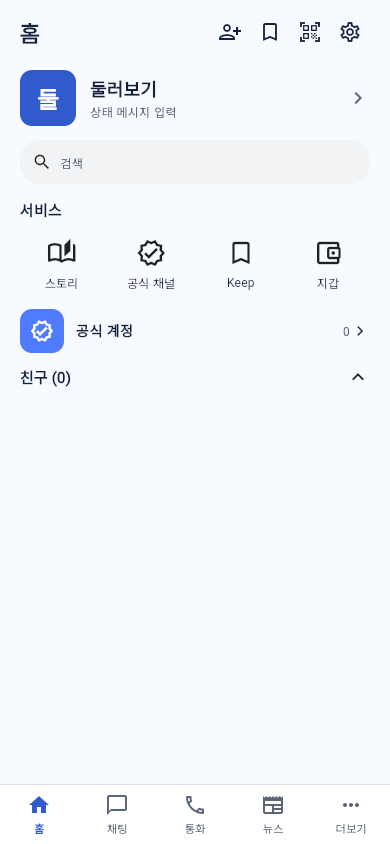 홈
둘
둘러보기
상태 메시지 입력
검색
서비스
스토리
공식 채널
Keep
지갑
공식 계정
0
친구 (0)
홈
채팅
통화
뉴스
더보기